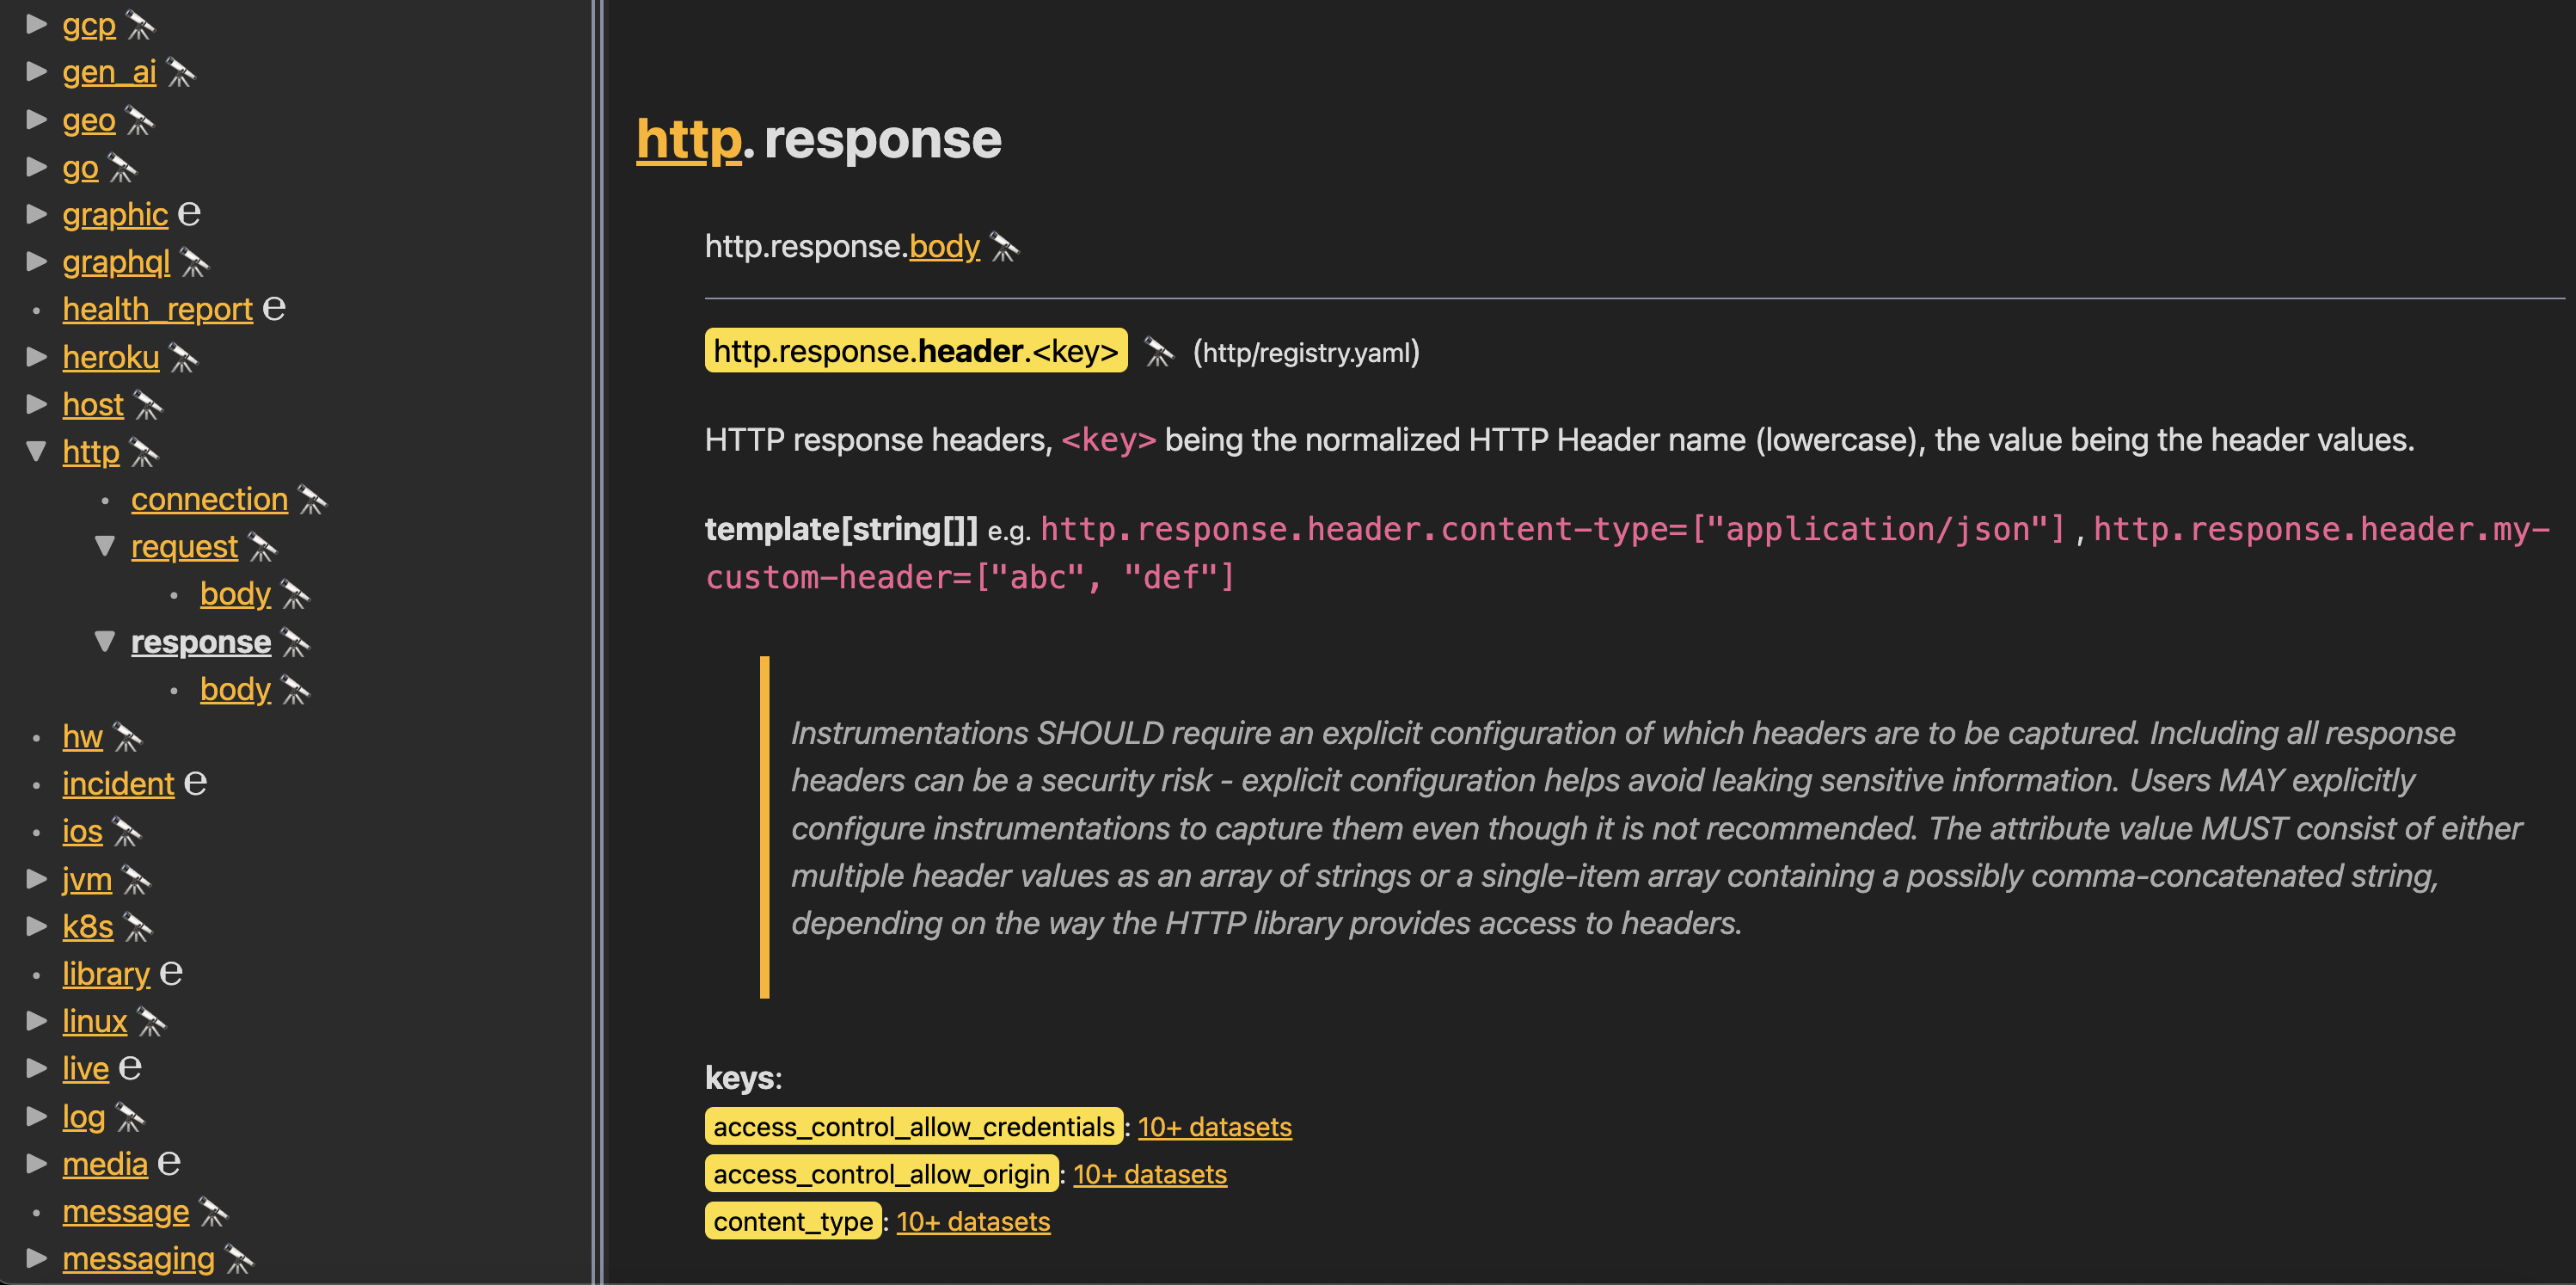 gcp
gen_ai
geo
go
graphic ℮
graphql
health_report ℮
heroku
host
http
connection
request
body
response
body
hw
incident ℮
ios
jvm
k8s
library ℮
linux
live ℮
log
media ℮
message
messaging
http.response
http.response.body
http.response.header.<key> (http/registry.yaml)
HTTP response headers, <key> being the normalized HTTP Header name (lowercase), the value being the header values.
template[string[]] e.g. http.response.header.content-type=["application/json"] , http.response.header.my-
custom-header=["abc", "def"]
Instrumentations SHOULD require an explicit configuration of which headers are to be captured. Including all response
headers can be a security risk - explicit configuration helps avoid leaking sensitive information. Users MAY explicitly
configure instrumentations to capture them even though it is not recommended. The attribute value MUST consist of either
multiple header values as an array of strings or a single-item array containing a possibly comma-concatenated string,
depending on the way the HTTP library provides access to headers.
keys:
access_control_allow_credentials : 10+ datasets
access_control_allow_origin : 10+ datasets
content_type : 10+ datasets